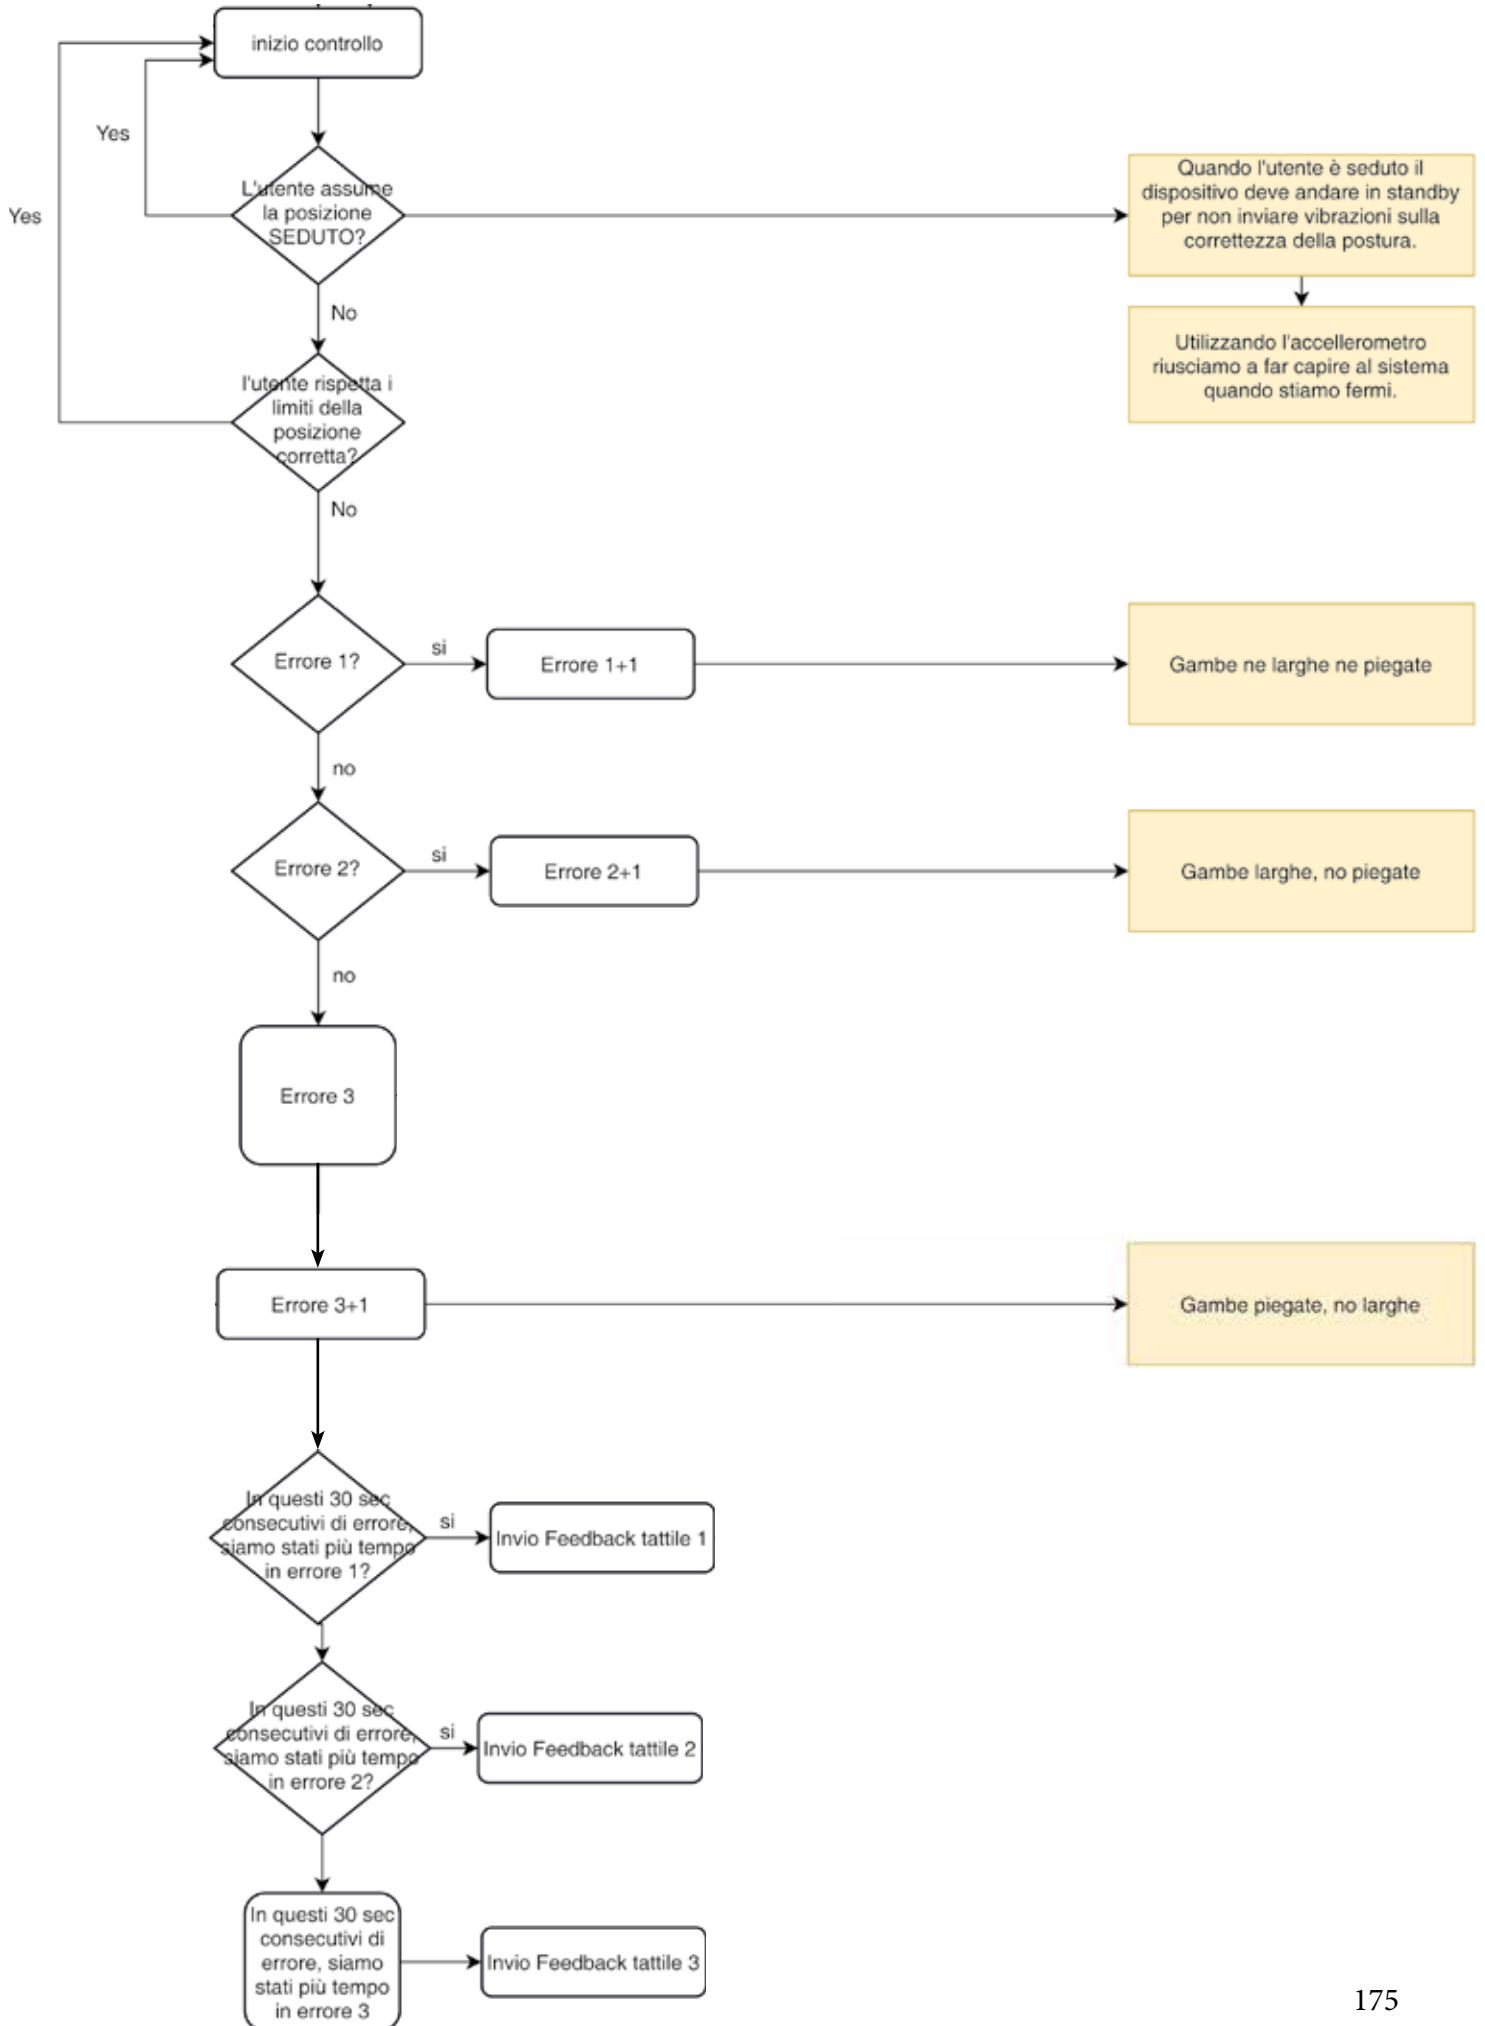 inizio controllo
Yes
Yes
L'utente assume
la posizione
SEDUTO?
Quando l'utente è seduto il
dispositivo deve andare in standby
per non inviare vibrazioni sulla
correttezza della postura.
No
Utilizzando l'accellerometro
riusciamo a far capire al sistema
quando stiamo fermi.
l'utente rispetta i
limiti della
posizione
corretta?
No
Errore 1?
si
Errore 1+1
Gambe ne larghe ne piegate
no
Errore 2?
si
Errore 2+1
Gambe larghe, no piegate
no
Errore 3
Errore 3+1
Gambe piegate, no larghe
In questi 30 sec
consecutivi di errore,
siamo stati più tempo
in errore 1?
si
Invio Feedback tattile 1
In questi 30 sec
consecutivi di errore,
siamo stati più tempo
in errore 2?
si
Invio Feedback tattile 2
In questi 30 sec
consecutivi di
errore, siamo
stati più tempo
in errore 3
Invio Feedback tattile 3
175